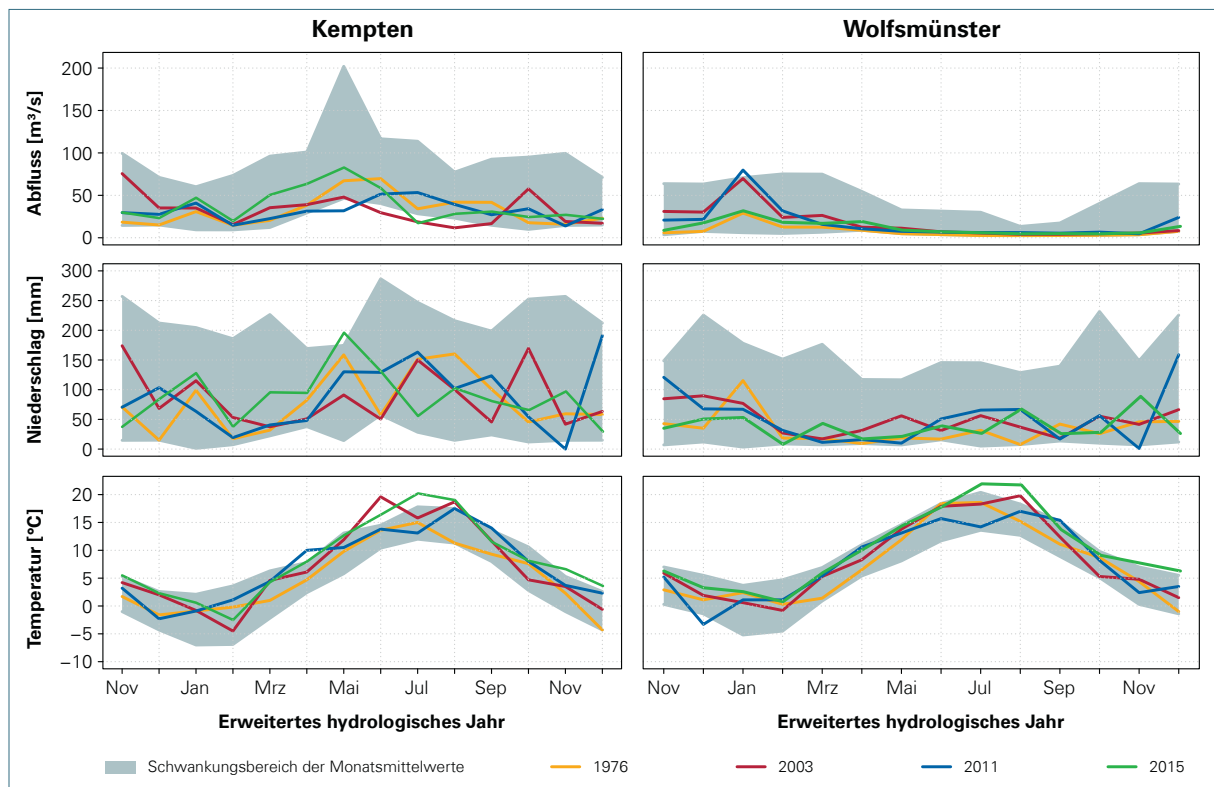 Kempten
Wolfsmünster
Abfluss [m³/s]
200
150
100
50
0
Niederschlag [mm]
300
250
200
150
100
50
0
Temperatur [°C]
20
15
10
5
0
−5
−10
Nov Jan Mrz Mai Jul Sep Nov
Nov Jan Mrz Mai Jul Sep Nov
Erweitertes hydrologisches Jahr
Erweitertes hydrologisches Jahr
Schwankungsbereich der Monatsmittelwerte 1976 2003 2011 2015